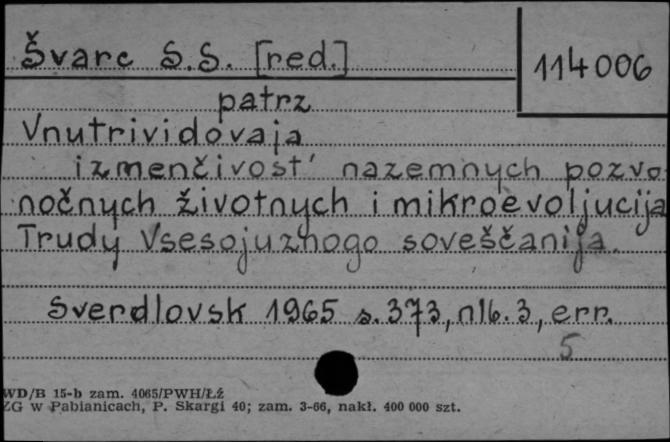 Švarc S.S. [red.]
114006
patrz
Vnutrividovaja
izmenčivost' nazemnych pozvo-
nočnych životnych i mikroevoljucija
Trudy Vsesojuznogo soveščanija.
Sverdlovsk 1965 s. 373, nlb. 3, err.
5
WD/B 15-b zam. 4065/PWH/Łź
ZG w Pabianicach, P. Skargi 40; zam. 3-66, nakł. 400 000 szt.